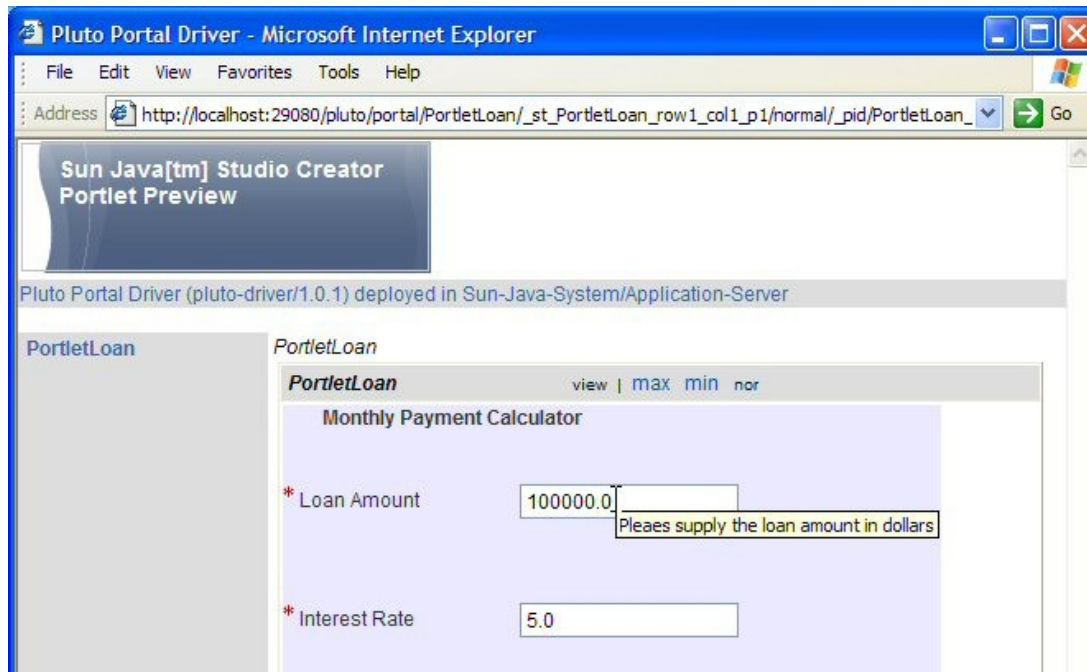 Pluto Portal Driver - Microsoft Internet Explorer
File Edit View Favorites Tools Help
Address http://localhost:29080/pluto/portal/PortletLoan/_st_PortletLoan_row1_col1_p1/normal/_pid/PortletLoan_ Go
Sun Java[tm] Studio Creator
Portlet Preview
Pluto Portal Driver (pluto-driver/1.0.1) deployed in Sun-Java-System/Application-Server
PortletLoan
PortletLoan
PortletLoan view | max min nor
Monthly Payment Calculator
* Loan Amount 100000.0
Pleaes supply the loan amount in dollars
* Interest Rate 5.0